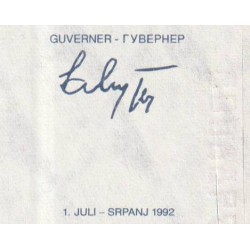 GUVERNER - ГУВЕРНЕР
1. JULI – SRPANJ 1992